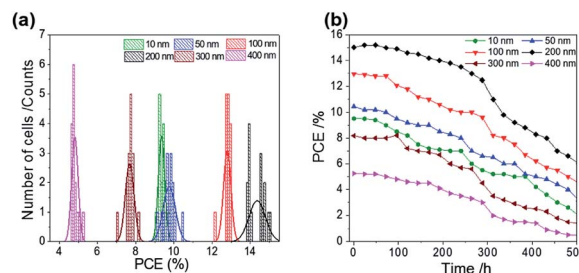 (a)
Number of cells /Counts
7
6
5
4
3
2
1
0
10 nm 50 nm 100 nm
200 nm 300 nm 400 nm
4 6 8 10 12 14
PCE (%)
(b)
PCE /%
16
14
12
10
8
6
4
2
0
10 nm 50 nm
100 nm 200 nm
300 nm 400 nm
0 100 200 300 400 500
Time /h